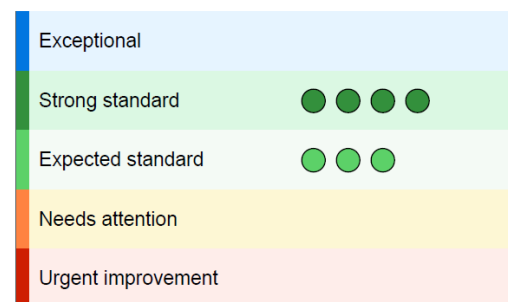 Exceptional
Strong standard
Expected standard
Needs attention
Urgent improvement